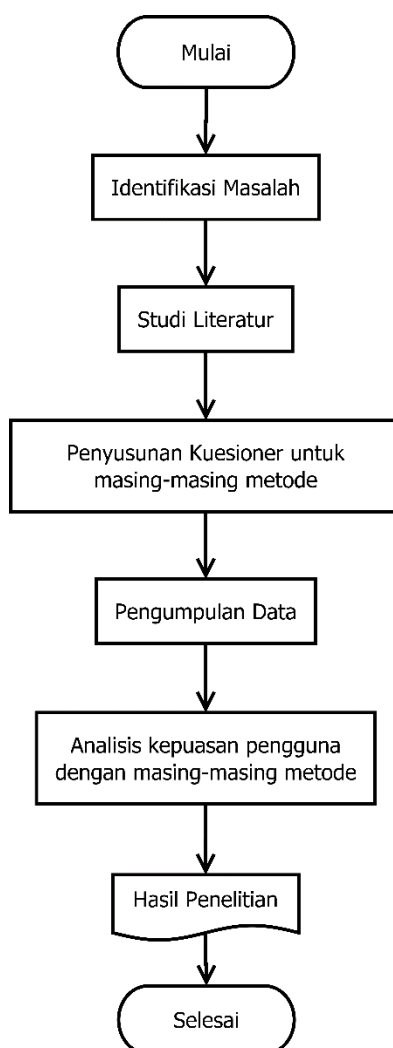 Mulai
Identifikasi Masalah
Studi Literatur
Penyusunan Kuesioner untuk
masing-masing metode
Pengumpulan Data
Analisis kepuasan pengguna
dengan masing-masing metode
Hasil Penelitian
Selesai